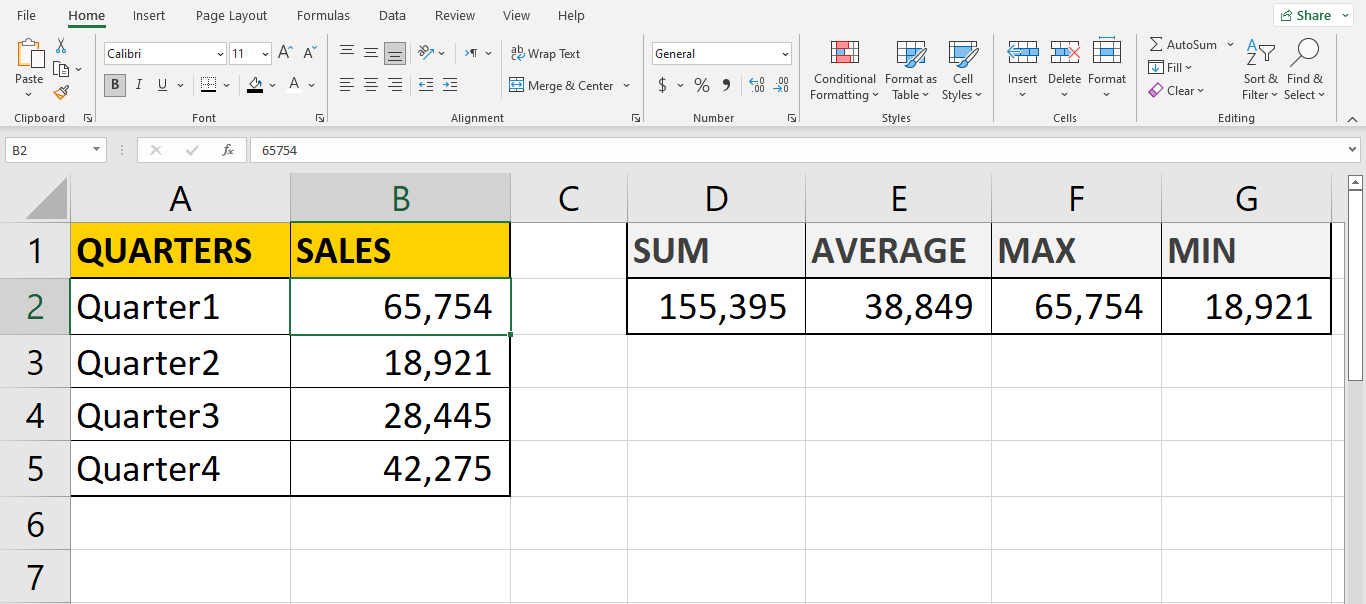 File Home Insert Page Layout Formulas Data Review View Help Share
Calibri 11 ab Wrap Text General AutoSum
Paste Conditional Formatting Format as Table Cell Styles Insert Delete Format Fill Sort & Filter Find & Select
B I U A Merge & Center $ % Clear
Clipboard Font Alignment Number Styles Cells Editing
B2 fx 65754
A B C D E F G
1 QUARTERS SALES SUM AVERAGE MAX MIN
2 Quarter1 65,754 155,395 38,849 65,754 18,921
3 Quarter2 18,921
4 Quarter3 28,445
5 Quarter4 42,275
6
7